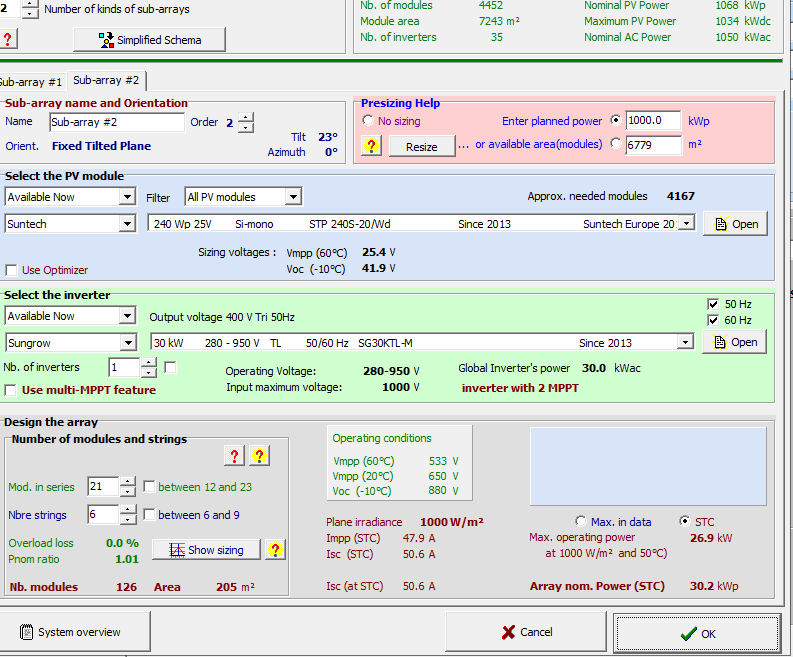 2 Number of kinds of sub-arrays
? Simplified Schema
Nb. of modules 4452 Nominal PV Power 1068 kWp
Module area 7243 m² Maximum PV Power 1034 kWdc
Nb. of inverters 35 Nominal AC Power 1050 kWac
Sub-array #1 Sub-array #2
Sub-array name and Orientation
Name Sub-array #2 Order 2
Tilt 23°
Orient. Fixed Tilted Plane Azimuth 0°
Presizing Help
No sizing Enter planned power 1000.0 kWp
? Resize ... or available area(modules) 6779 m²
Select the PV module
Available Now Filter All PV modules Approx. needed modules 4167
Suntech 240 Wp 25V Si-mono STP 240S-20/Wd Since 2013 Suntech Europe 20 Open
Sizing voltages : Vmpp (60°C) 25.4 V
Use Optimizer Voc (-10°C) 41.9 V
Select the inverter
50 Hz
Available Now Output voltage 400 V Tri 50Hz 60 Hz
Sungrow 30 kW 280 - 950 V TL 50/60 Hz SG30KTL-M Since 2013 Open
Nb. of inverters 1 Operating Voltage: 280-950 V Global Inverter's power 30.0 kWac
Use multi-MPPT feature Input maximum voltage: 1000 V inverter with 2 MPPT
Design the array
Number of modules and strings
? ?
Mod. in series 21 between 12 and 23
Nbre strings 6 between 6 and 9
Overload loss 0.0 %
Pnom ratio 1.01 Show sizing ?
Nb. modules 126 Area 205 m²
Operating conditions
Vmpp (60°C) 533 V
Vmpp (20°C) 650 V
Voc (-10°C) 880 V
Plane irradiance 1000 W/m² Max. in data STC
Impp (STC) 47.9 A Max. operating power 26.9 kW
Isc (STC) 50.6 A at 1000 W/m² and 50°C)
Isc (at STC) 50.6 A Array nom. Power (STC) 30.2 kWp
System overview Cancel OK